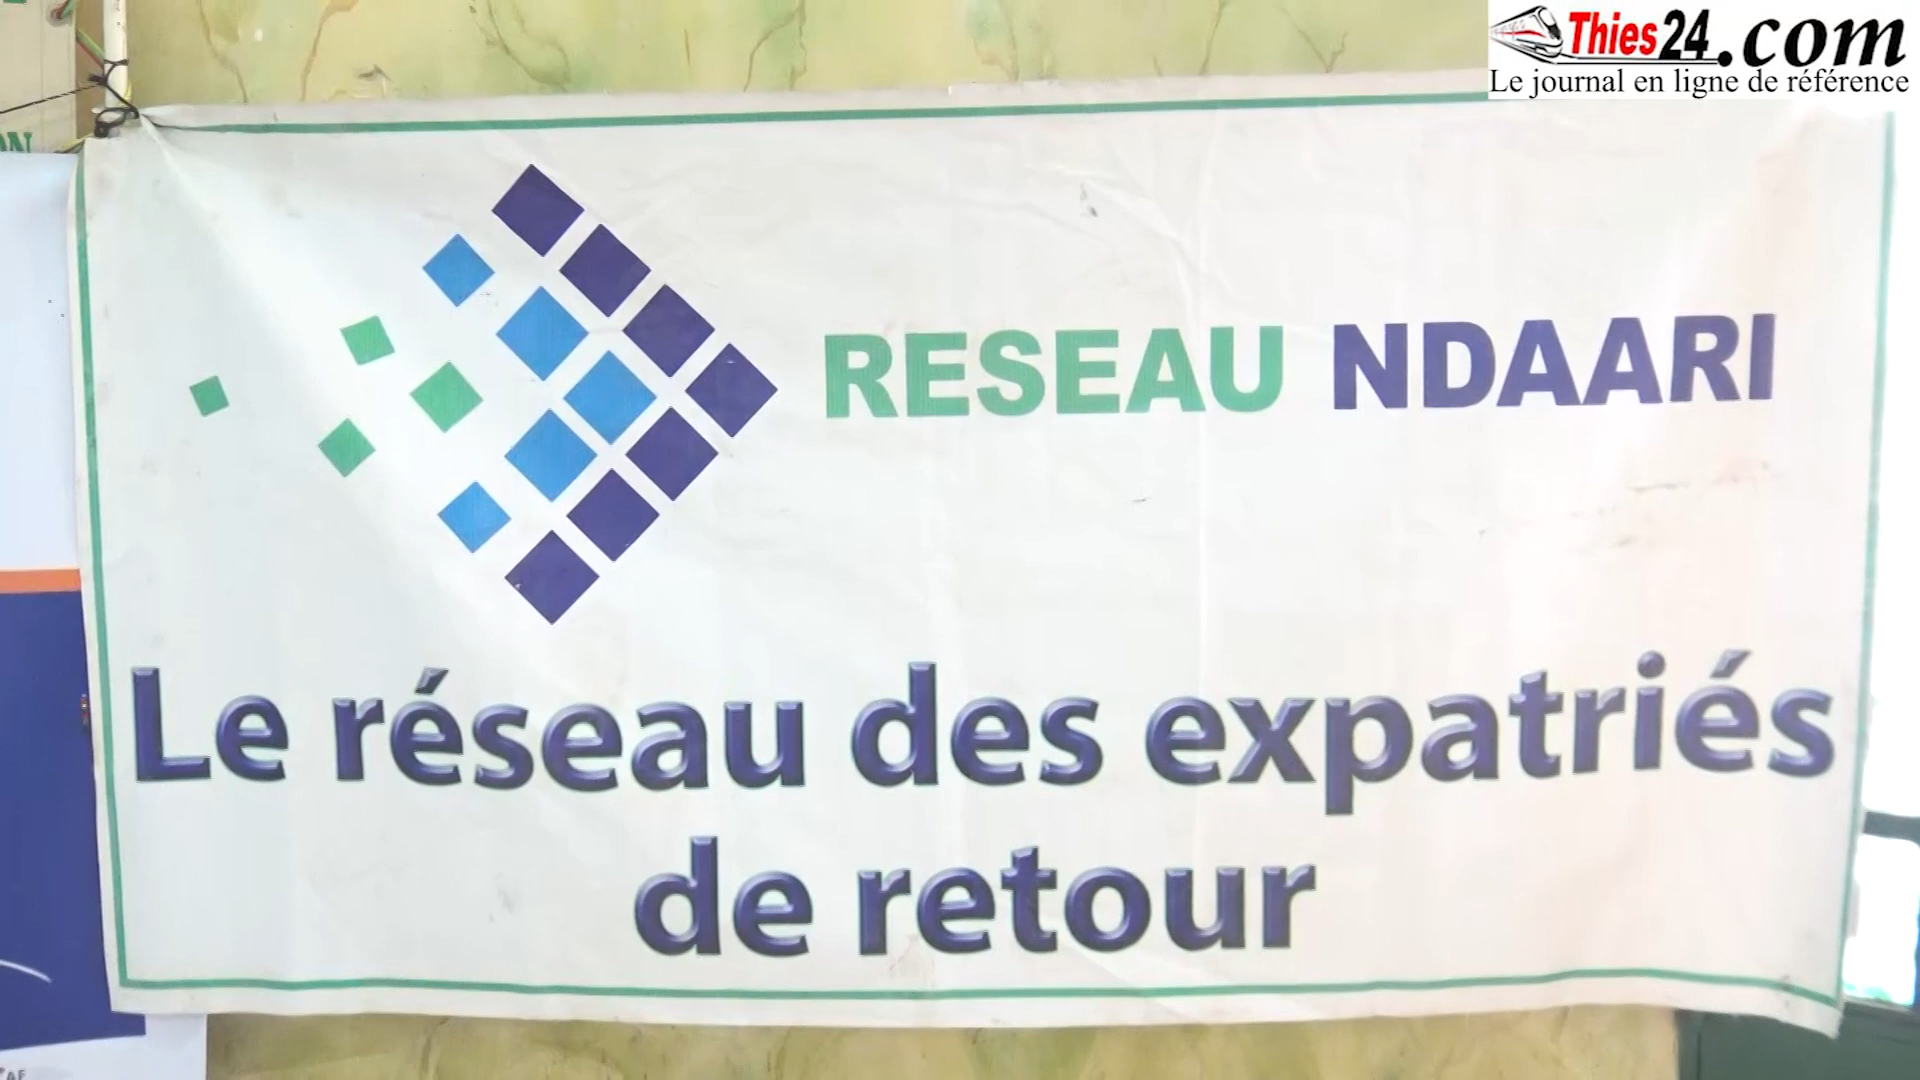 Thies24.com
Le journal en ligne de référence
RESEAU NDAARI
Le réseau des expatriés
de retour